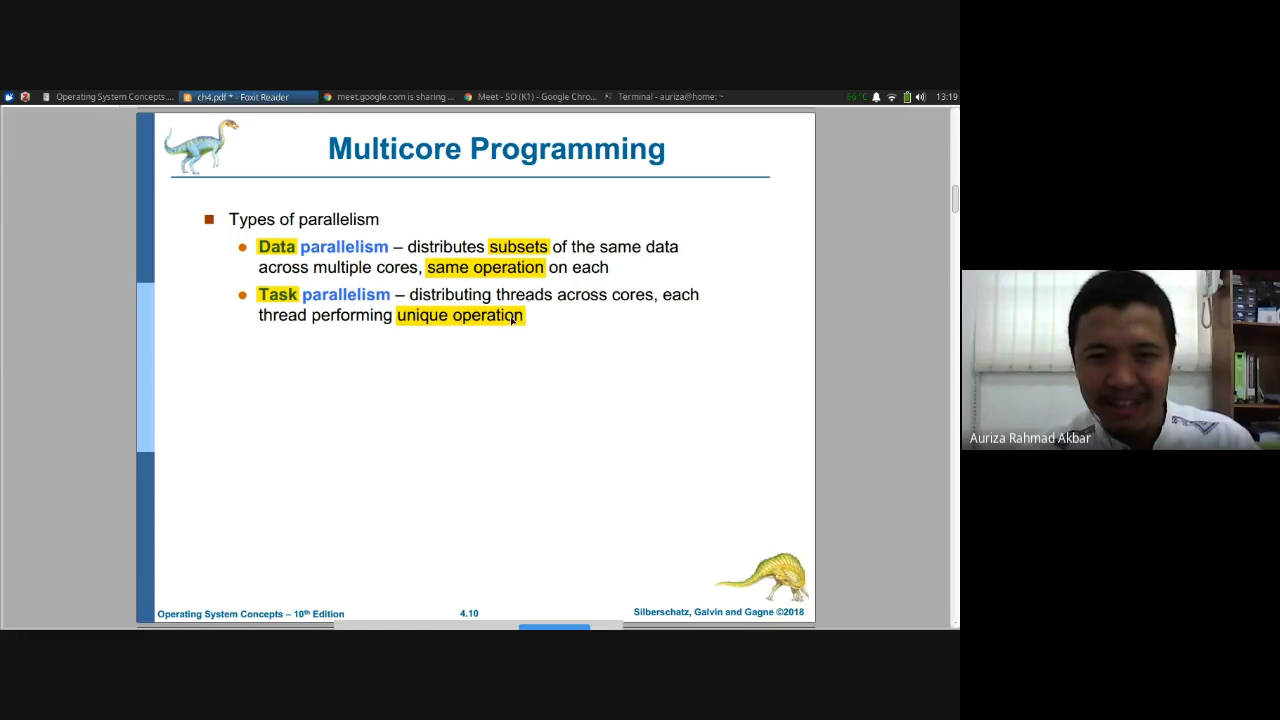 Operating System Concepts....
ch4.pdf * - Foxit Reader
meet.google.com is sharing ...
Meet - SO (K1) - Google Chro...
Terminal - auriza@home: ~
66°C
13:19
Multicore Programming
Types of parallelism
Data parallelism – distributes subsets of the same data
across multiple cores, same operation on each
Task parallelism – distributing threads across cores, each
thread performing unique operation
Operating System Concepts – 10th Edition
4.10
Silberschatz, Galvin and Gagne ©2018
Auriza Rahmad Akbar